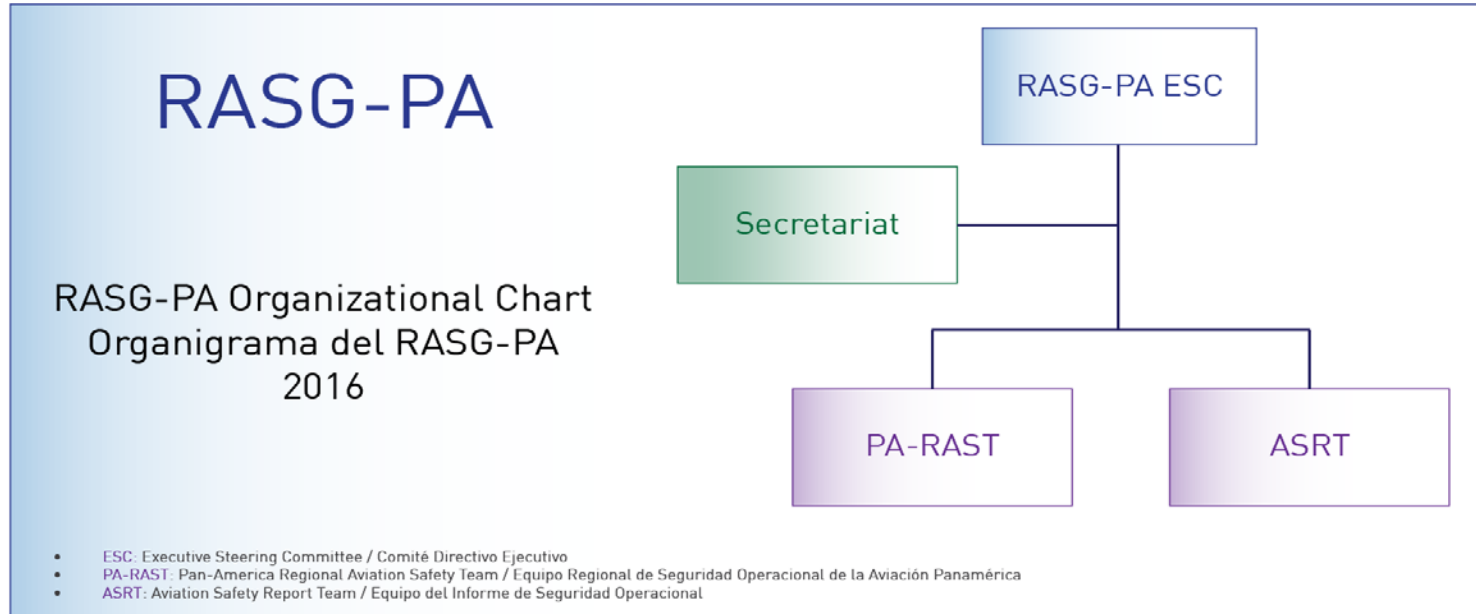 RASG-PA
RASG-PA Organizational Chart
Organigrama del RASG-PA
2016
RASG-PA ESC
Secretariat
PA-RAST
ASRT
• ESC: Executive Steering Committee / Comité Directivo Ejecutivo
• PA-RAST: Pan-America Regional Aviation Safety Team / Equipo Regional de Seguridad Operacional de la Aviación Panamérica
• ASRT: Aviation Safety Report Team / Equipo del Informe de Seguridad Operacional